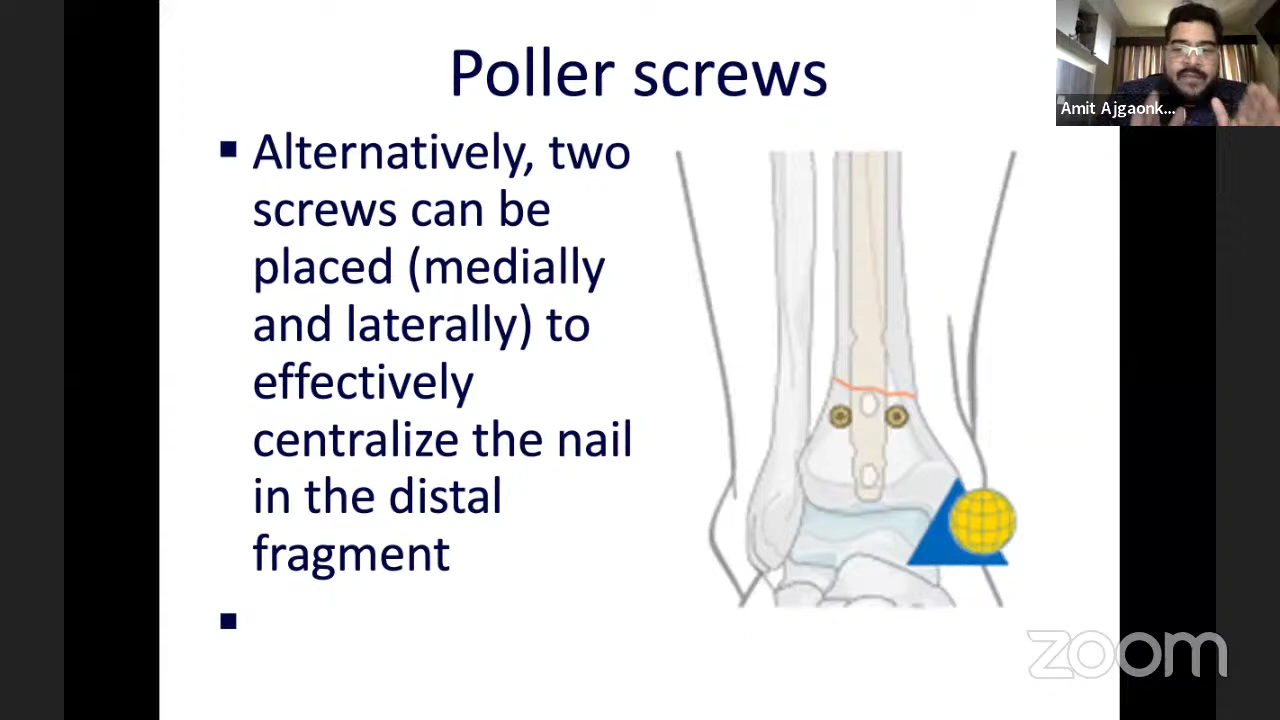 Poller screws
Amit Ajgaonk...
Alternatively, two
screws can be
placed (medially
and laterally) to
effectively
centralize the nail
in the distal
fragment
zoom